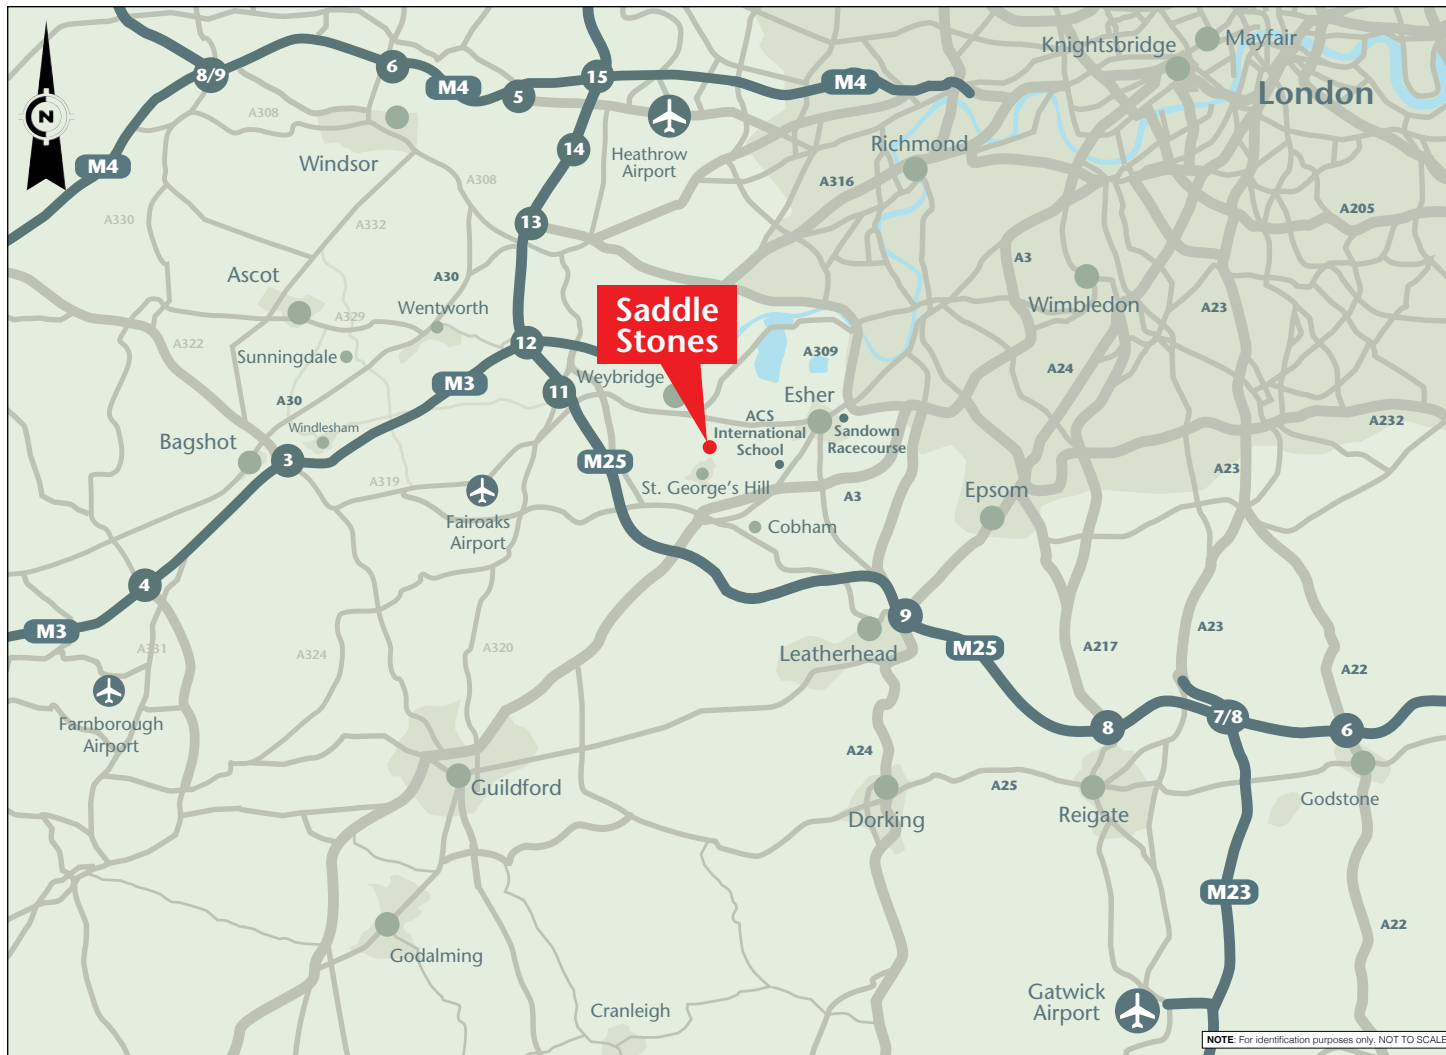 Knightsbridge
Mayfair
London
8/9
6
M4
5
15
M4
N
A308
Windsor
14
Heathrow
Airport
Richmond
M4
A308
A316
A330
A332
13
A205
Ascot
A30
A3
Wentworth
Wimbledon
A23
A329
Saddle
Stones
A322
Sunningdale
12
A309
M3
Weybridge
A24
11
Esher
A30
ACS
International
School
Sandown
Racecourse
A232
Windlesham
Bagshot
3
M25
A23
A319
St. George's Hill
A3
Epsom
Fairoaks
Airport
Cobham
4
9
M3
A331
A324
A320
Leatherhead
M25
A217
A23
A22
Farnborough
Airport
8
7/8
6
A24
Guildford
A25
Godstone
Dorking
Reigate
M23
A22
Godalming
Gatwick
Airport
Cranleigh
NOTE: For identification purposes only. NOT TO SCALE